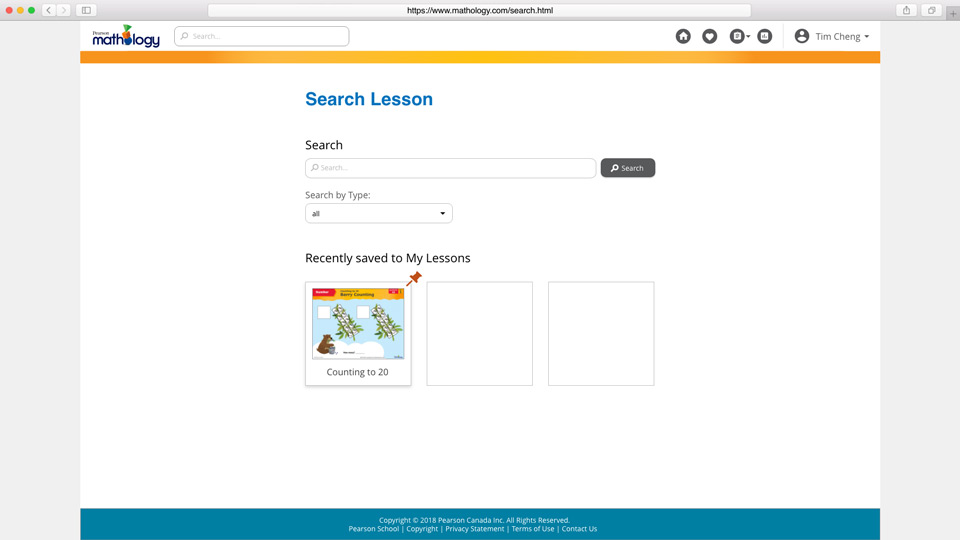 https://www.mathology.com/search.html
Pearson
mathology
Search...
Tim Cheng
Search Lesson
Search
Search...
Search
Search by Type:
all
Recently saved to My Lessons
Number
Berry Counting
Counting to 20
Copyright © 2018 Pearson Canada Inc. All Rights Reserved.
Pearson School | Copyright | Privacy Statement | Terms of Use | Contact Us